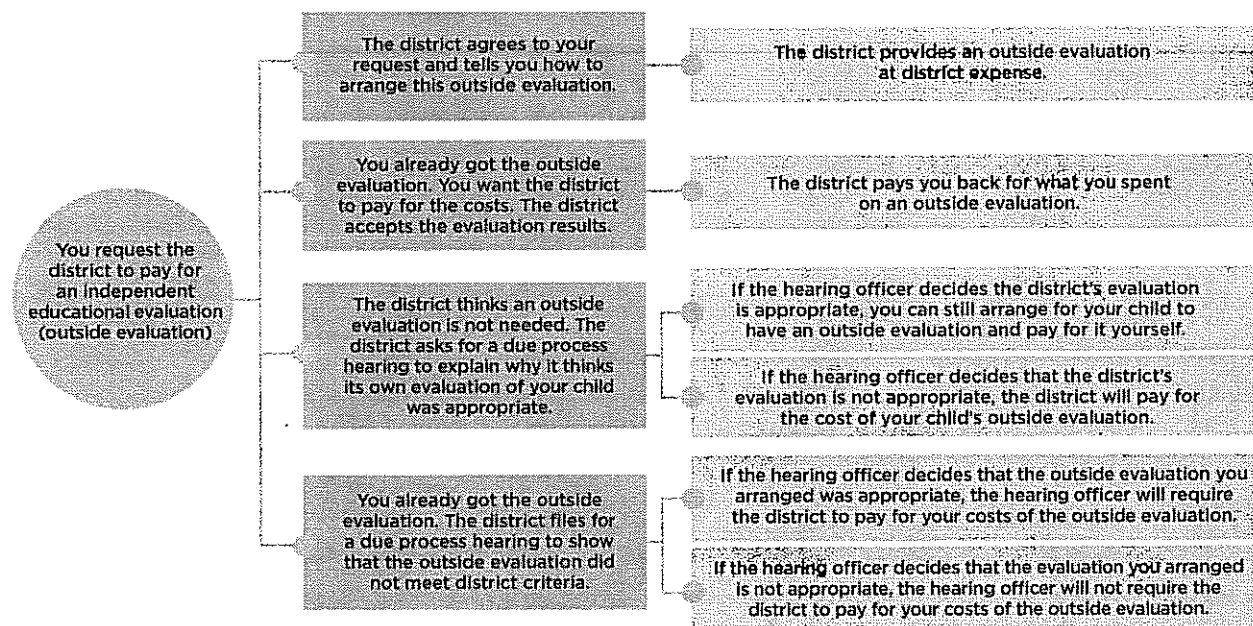 You request the
district to pay for
an independent
educational evaluation
(outside evaluation)
The district agrees to your
request and tells you how to
arrange this outside evaluation.
The district provides an outside evaluation
at district expense.
You already got the outside
evaluation. You want the district
to pay for the costs. The district
accepts the evaluation results.
The district pays you back for what you spent
on an outside evaluation.
The district thinks an outside
evaluation is not needed. The
district asks for a due process
hearing to explain why it thinks
its own evaluation of your child
was appropriate.
If the hearing officer decides the district's evaluation
is appropriate, you can still arrange for your child to
have an outside evaluation and pay for it yourself.
If the hearing officer decides that the district's
evaluation is not appropriate, the district will pay for
the cost of your child's outside evaluation.
You already got the outside
evaluation. The district files for
a due process hearing to show
that the outside evaluation did
not meet district criteria.
If the hearing officer decides that the outside evaluation you
arranged was appropriate, the hearing officer will require
the district to pay for your costs of the outside evaluation.
If the hearing officer decides that the evaluation you arranged
is not appropriate, the hearing officer will not require the
district to pay for your costs of the outside evaluation.